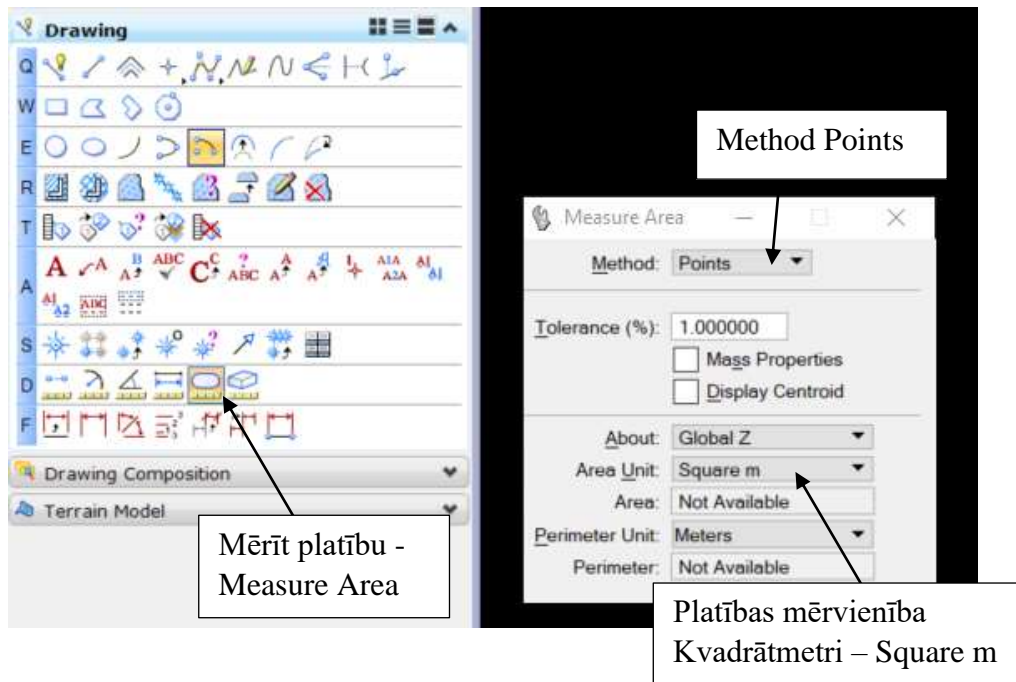 Drawing
Q
W
E
R
T
A
S
D
F
Drawing Composition
Terrain Model
Mērīt platību -
Measure Area
Method Points
Measure Area
Method: Points
Tolerance (%): 1.000000
Mass Properties
Display Centroid
About: Global Z
Area Unit: Square m
Area: Not Available
Perimeter Unit: Meters
Perimeter: Not Available
Platības mērvienība
Kvadrātmetri – Square m